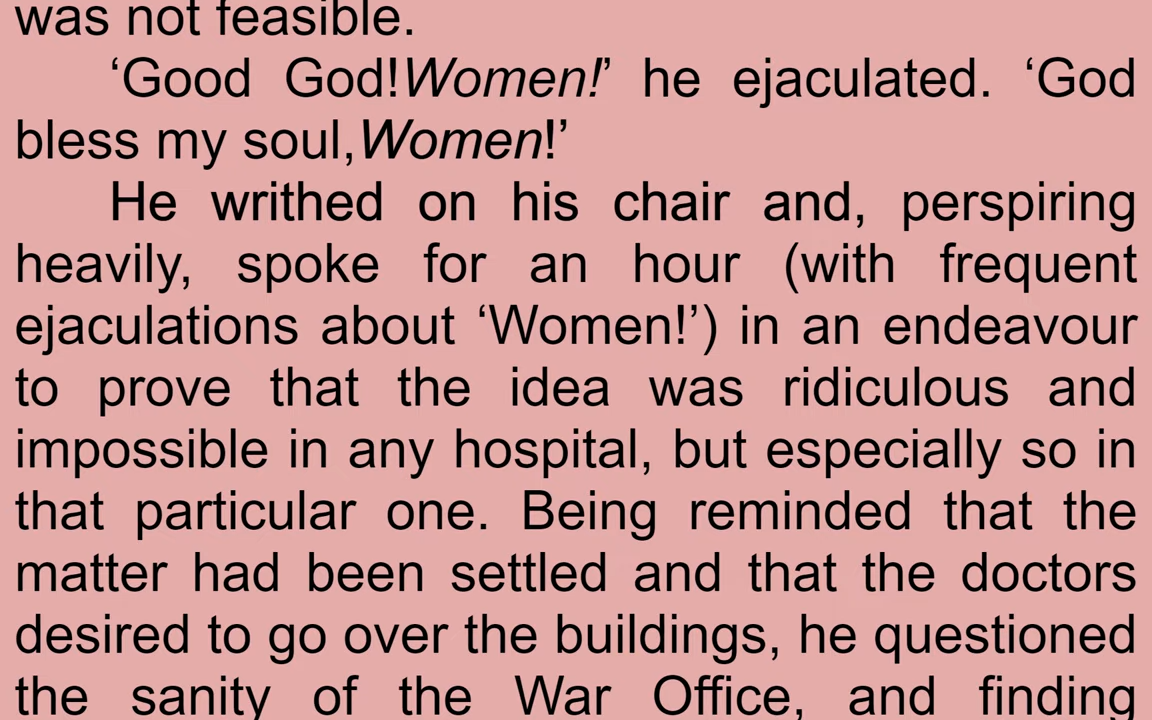 was not feasible.
‘Good God!Women!’ he ejaculated. ‘God
bless my soul,Women!’
He writhed on his chair and, perspiring
heavily, spoke for an hour (with frequent
ejaculations about ‘Women!’) in an endeavour
to prove that the idea was ridiculous and
impossible in any hospital, but especially so in
that particular one. Being reminded that the
matter had been settled and that the doctors
desired to go over the buildings, he questioned
the sanity of the War Office, and finding